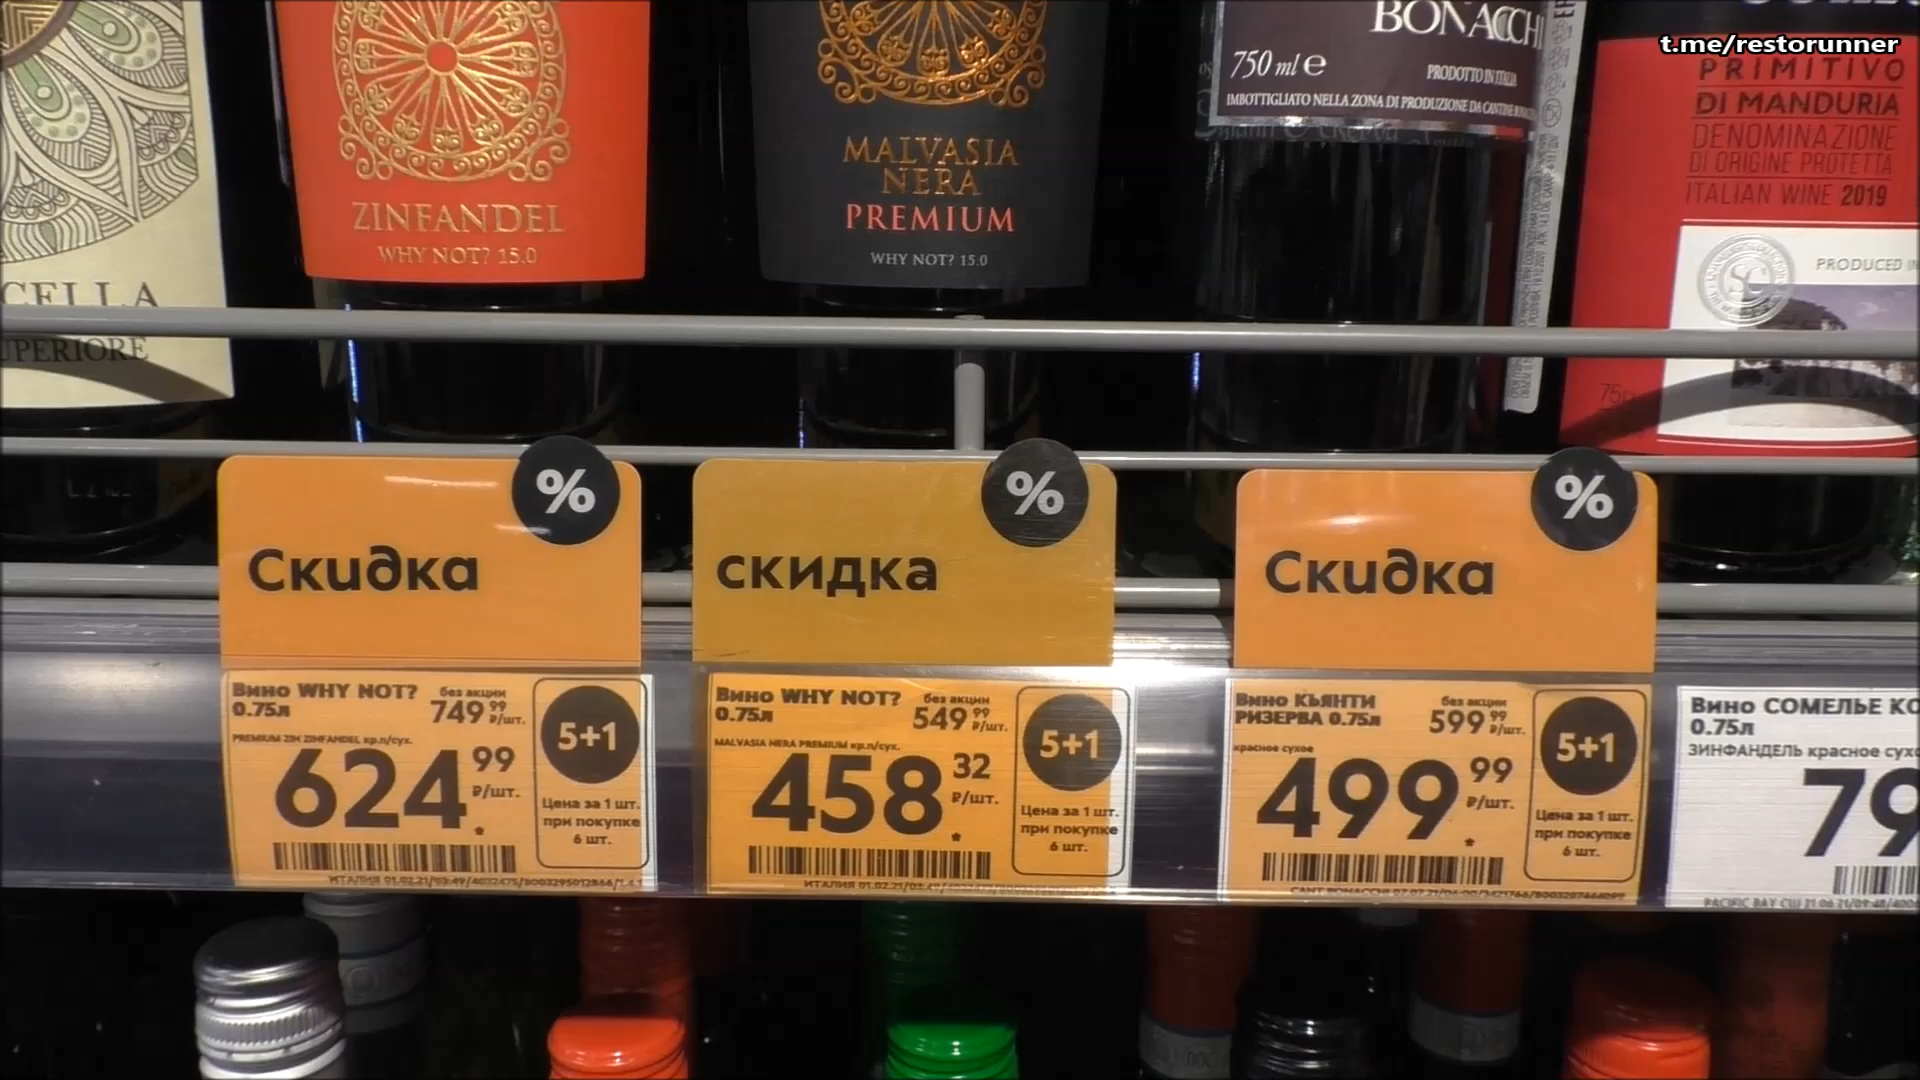 t.me/restorunner
CELLA
SUPERIORE
ZINFANDEL
WHY NOT? 15.0
MALVASIA
NERA
PREMIUM
WHY NOT? 15.0
BONACCHI
750 ml e
PRODOTTO IN ITALIA
IMBOTTIGLIATO NELLA ZONA DI PRODUZIONE DA CANTINE
PRIMITIVO
DI MANDURIA
DENOMINAZIONE
DI ORIGINE PROTETTA
ITALIAN WINE 2019
SC
PRODUCED IN
75cl
%
Скидка
Вино WHY NOT?
0.75л
без акции
749 99
₽/шт.
PREMIUM ZIN ZINFANDEL кр.п/сух.
624.99
₽/шт.*
5+1
Цена за 1 шт.
при покупке
6 шт.
%
скидка
Вино WHY NOT?
0.75л
без акции
549 99
₽/шт.
MALVASIA NERA PREMIUM кр.п/сух.
458.32
₽/шт.
*
5+1
Цена за 1 шт.
при покупке
6 шт.
%
Скидка
Вино КЬЯНТИ
РИЗЕРВА 0.75л
без акции
599 99
₽/шт.
красное сухое
499.99
₽/шт.
*
5+1
Цена за 1 шт.
при покупке
6 шт.
Вино СОМЕЛЬЕ КО
0.75л
ЗИНФАНДЕЛЬ красное сухо
79